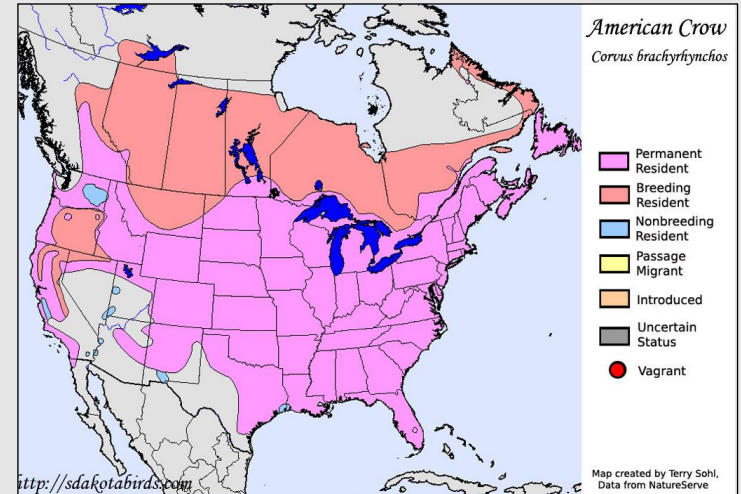 American Crow
Corvus brachyrhynchos
Permanent
Resident
Breeding
Resident
Nonbreeding
Resident
Passage
Migrant
Introduced
Uncertain
Status
Vagrant
http://sdakotabirds.com
Map created by Terry Sohl,
Data from NatureServe